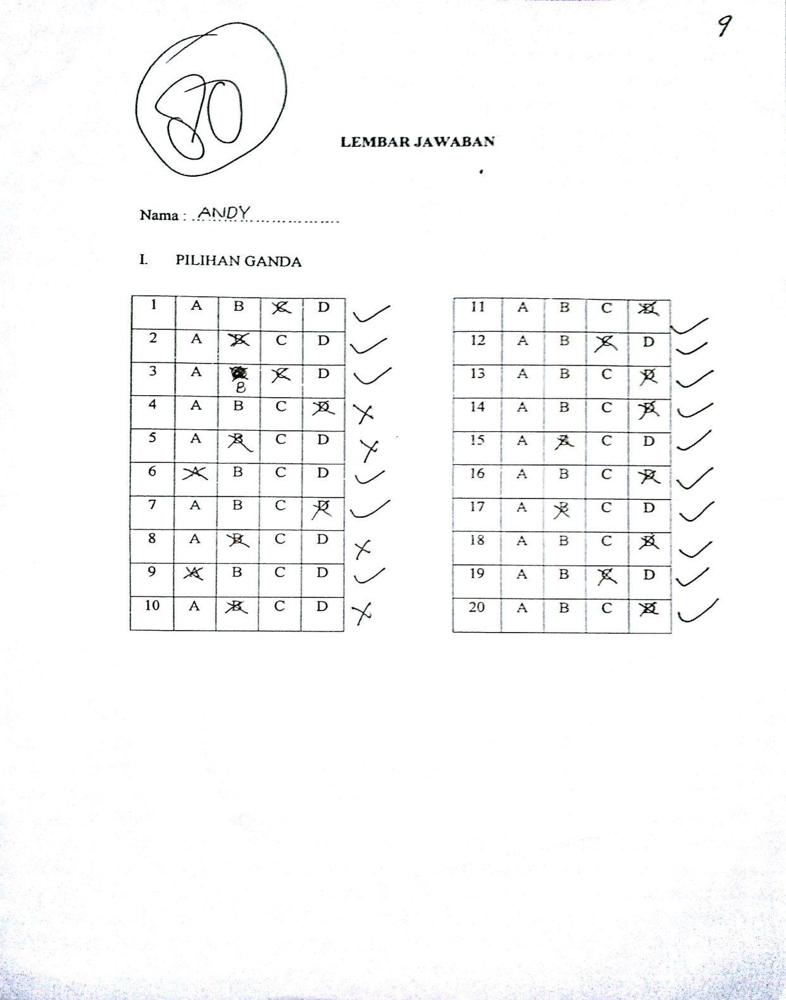 9
80
LEMBAR JAWABAN
Nama : ANDY
I. PILIHAN GANDA
1 A B C D
2 A B C D
3 A B C D
B
4 A B C D
5 A B C D
6 A B C D
7 A B C D
8 A B C D
9 A B C D
10 A B C D
11 A B C D
12 A B C D
13 A B C D
14 A B C D
15 A B C D
16 A B C D
17 A B C D
18 A B C D
19 A B C D
20 A B C D